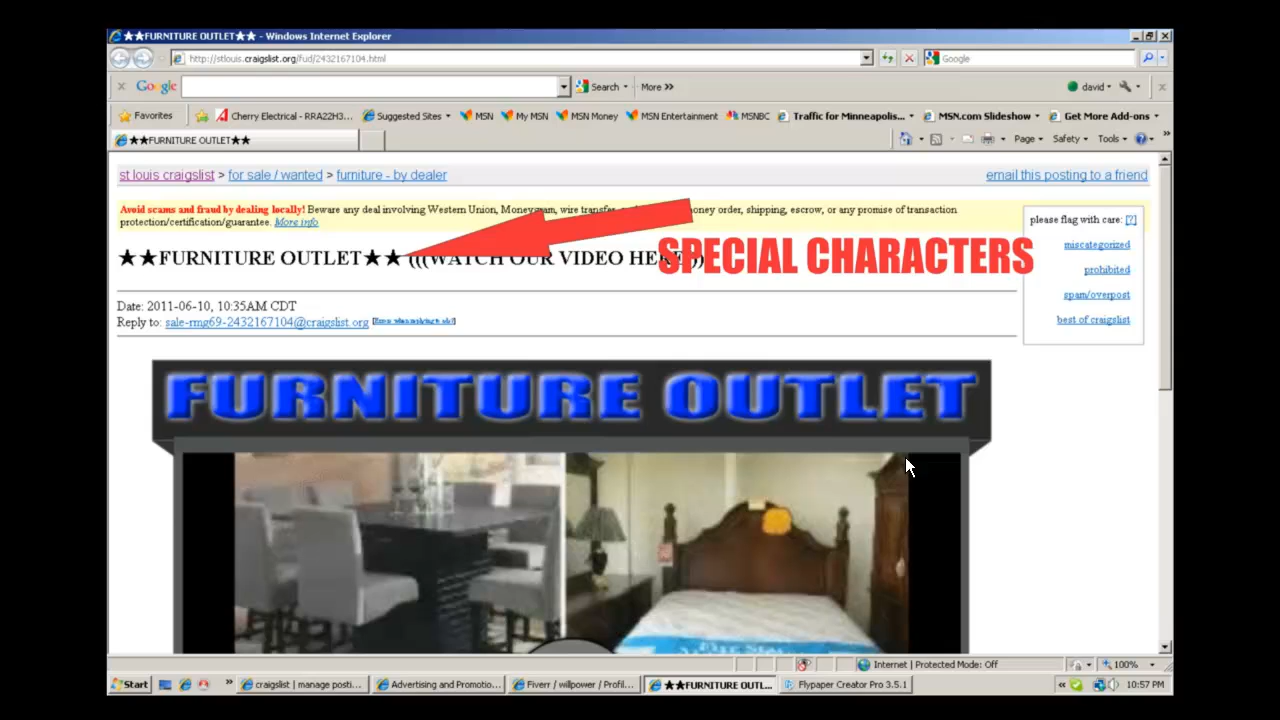 ★★FURNITURE OUTLET★★ - Windows Internet Explorer
http://stlouis.craigslist.org/fud/2432167104.html
Google
Google
Search
More »
david
Favorites
Cherry Electrical - RRA22H3...
Suggested Sites
MSN
My MSN
MSN Money
MSN Entertainment
MSNBC
Traffic for Minneapolis...
MSN.com Slideshow
Get More Add-ons
★★FURNITURE OUTLET★★
Page
Safety
Tools
st louis craigslist > for sale / wanted > furniture - by dealer
email this posting to a friend
Avoid scams and fraud by dealing locally! Beware any deal involving Western Union, Moneygram, wire transfer, money order, shipping, escrow, or any promise of transaction
protection/certification/guarantee. More info
please flag with care: [?]
miscategorized
prohibited
spam/overpost
best of craigslist
★★FURNITURE OUTLET★★ (((WATCH OUR VIDEO HERE)))
SPECIAL CHARACTERS
Date: 2011-06-10, 10:35AM CDT
Reply to: sale-rmg69-2432167104@craigslist.org
FURNITURE OUTLET
Internet | Protected Mode: Off
100%
Start
craigslist | manage posti...
Advertising and Promotio...
Fiverr / willpower / Profil...
★★FURNITURE OUTL...
Flypaper Creator Pro 3.5.1
10:57 PM